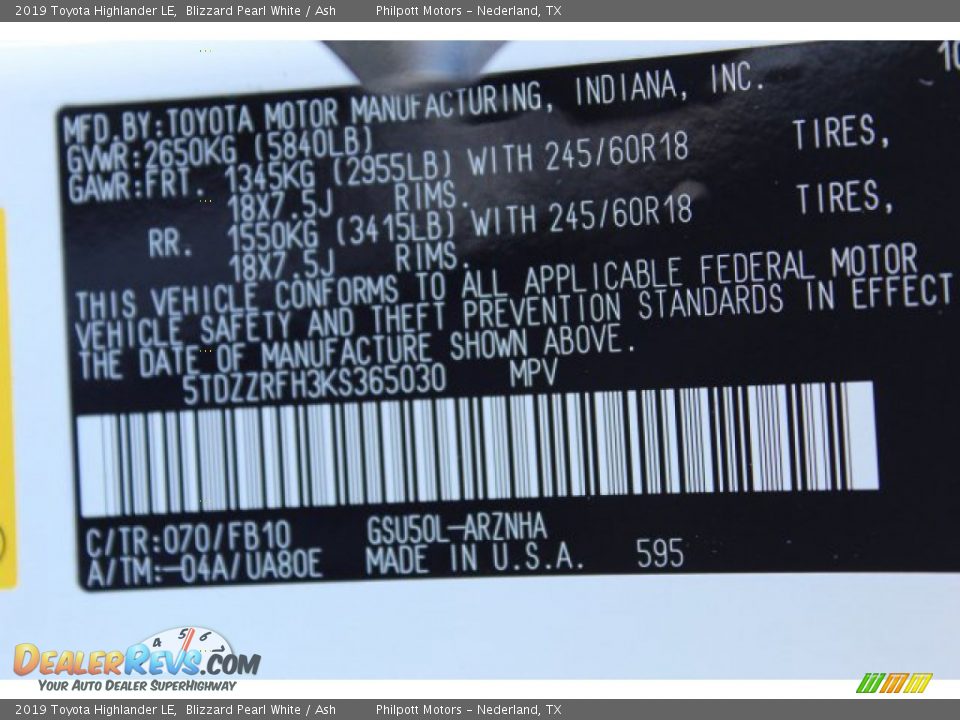 2019 Toyota Highlander LE, Blizzard Pearl White / Ash Philpott Motors - Nederland, TX
10
MFD.BY:TOYOTA MOTOR MANUFACTURING, INDIANA, INC.
GVWR:2650KG (5840LB)
GAWR:FRT. 1345KG (2955LB) WITH 245/60R18 TIRES,
18X7.5J RIMS.
RR. 1550KG (3415LB) WITH 245/60R18 TIRES,
18X7.5J RIMS.
THIS VEHICLE CONFORMS TO ALL APPLICABLE FEDERAL MOTOR
VEHICLE SAFETY AND THEFT PREVENTION STANDARDS IN EFFECT
THE DATE OF MANUFACTURE SHOWN ABOVE.
5TDZZRFH3KS365030 MPV
C/TR:070/FB10 GSU50L-ARZNHA
A/TM:-04A/UA80E MADE IN U.S.A. 595
4 5 6 7
DealerRevs.com
Your Auto Dealer SuperHighway
2019 Toyota Highlander LE, Blizzard Pearl White / Ash Philpott Motors - Nederland, TX